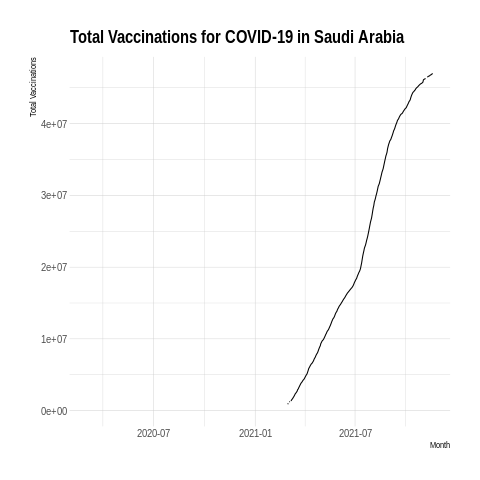 Total Vaccinations for COVID-19 in Saudi Arabia
Total Vaccinations
4e+07
3e+07
2e+07
1e+07
0e+00
2020-07
2021-01
2021-07
Month